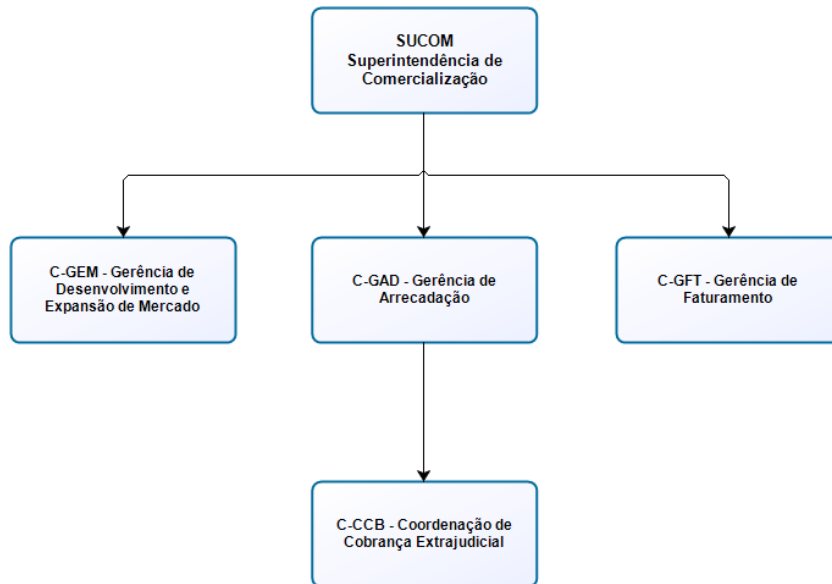 SUCOM
Superintendência de
Comercialização
C-GEM - Gerência de
Desenvolvimento e
Expansão de Mercado
C-GAD - Gerência de
Arrecadação
C-GFT - Gerência de
Faturamento
C-CCB - Coordenação de
Cobrança Extrajudicial